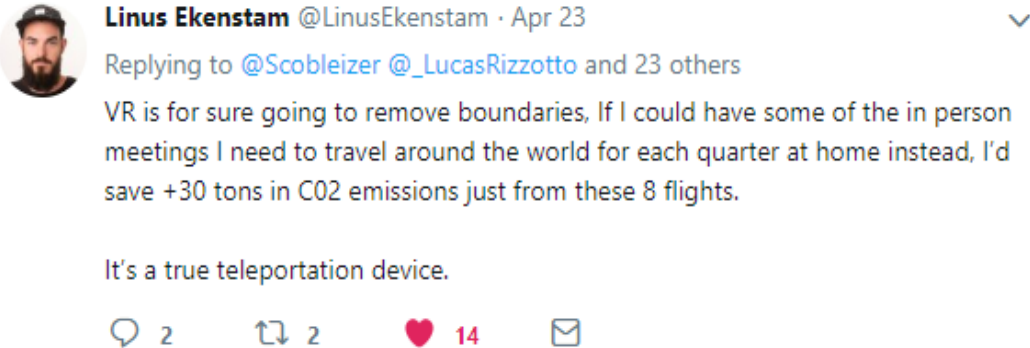 Linus Ekenstam @LinusEkenstam · Apr 23
Replying to @Scobleizer @_LucasRizzotto and 23 others
VR is for sure going to remove boundaries, If I could have some of the in person
meetings I need to travel around the world for each quarter at home instead, I'd
save +30 tons in C02 emissions just from these 8 flights.
It's a true teleportation device.
2 2 14